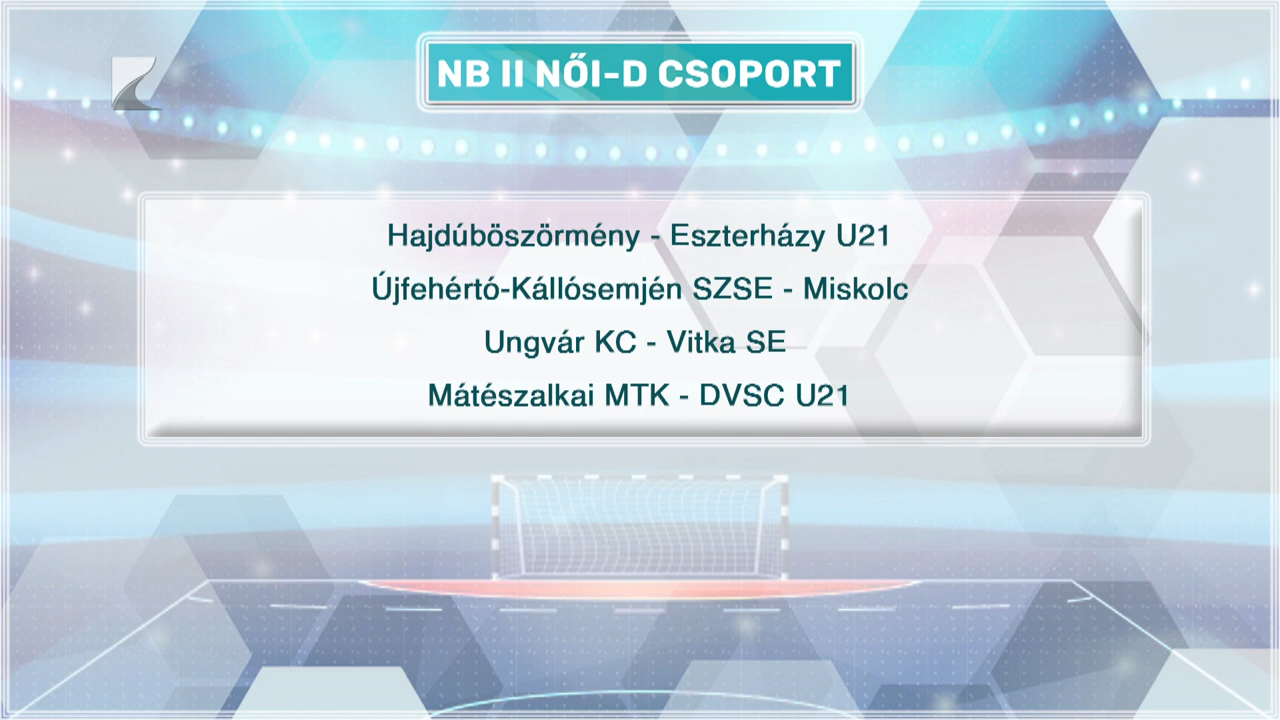 NB II NŐI-D CSOPORT
Hajdúböszörmény - Eszterházy U21
Újfehértó-Kállósemjén SZSE - Miskolc
Ungvár KC - Vitka SE
Mátészalkai MTK - DVSC U21